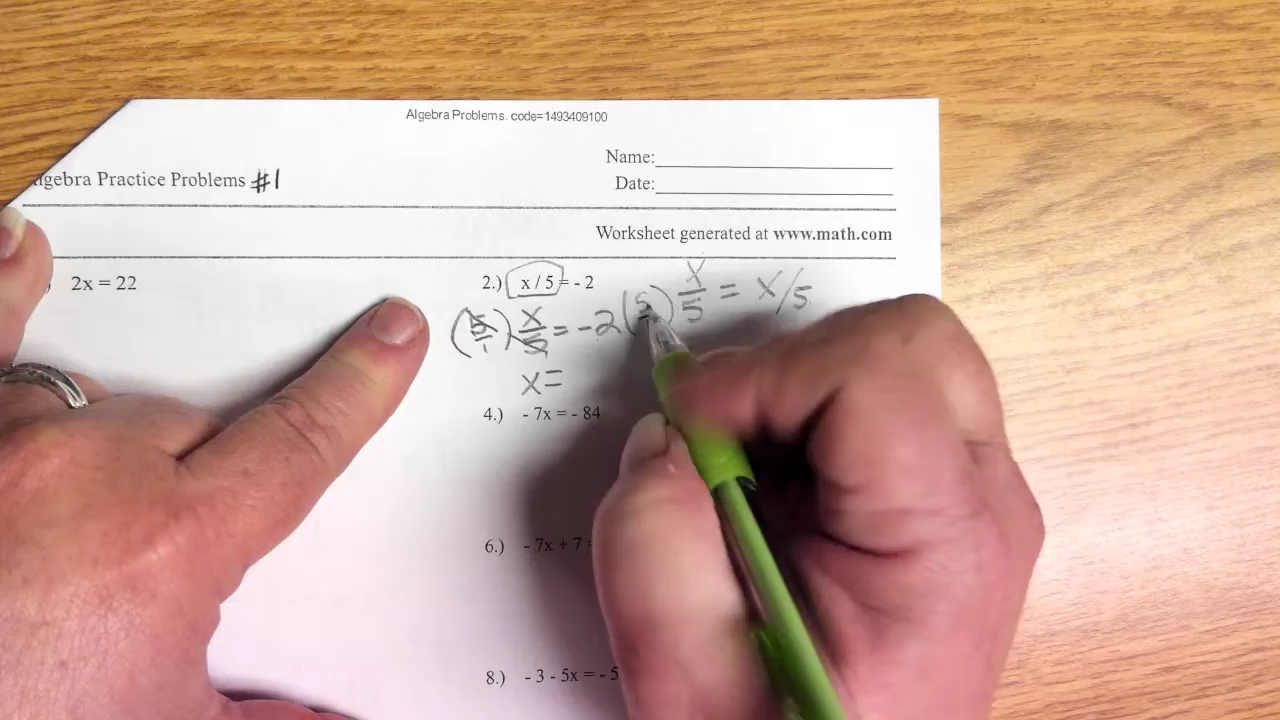 Algebra Problems. code=1493409100
Name:
lgebra Practice Problems #1
Date:
Worksheet generated at www.math.com
2x = 22
2.) x / 5 = - 2
x/5 = x/5
(5/1) x/5 = -2(5
x=
4.) - 7x = - 84
6.) - 7x + 7 =
8.) - 3 - 5x = - 5